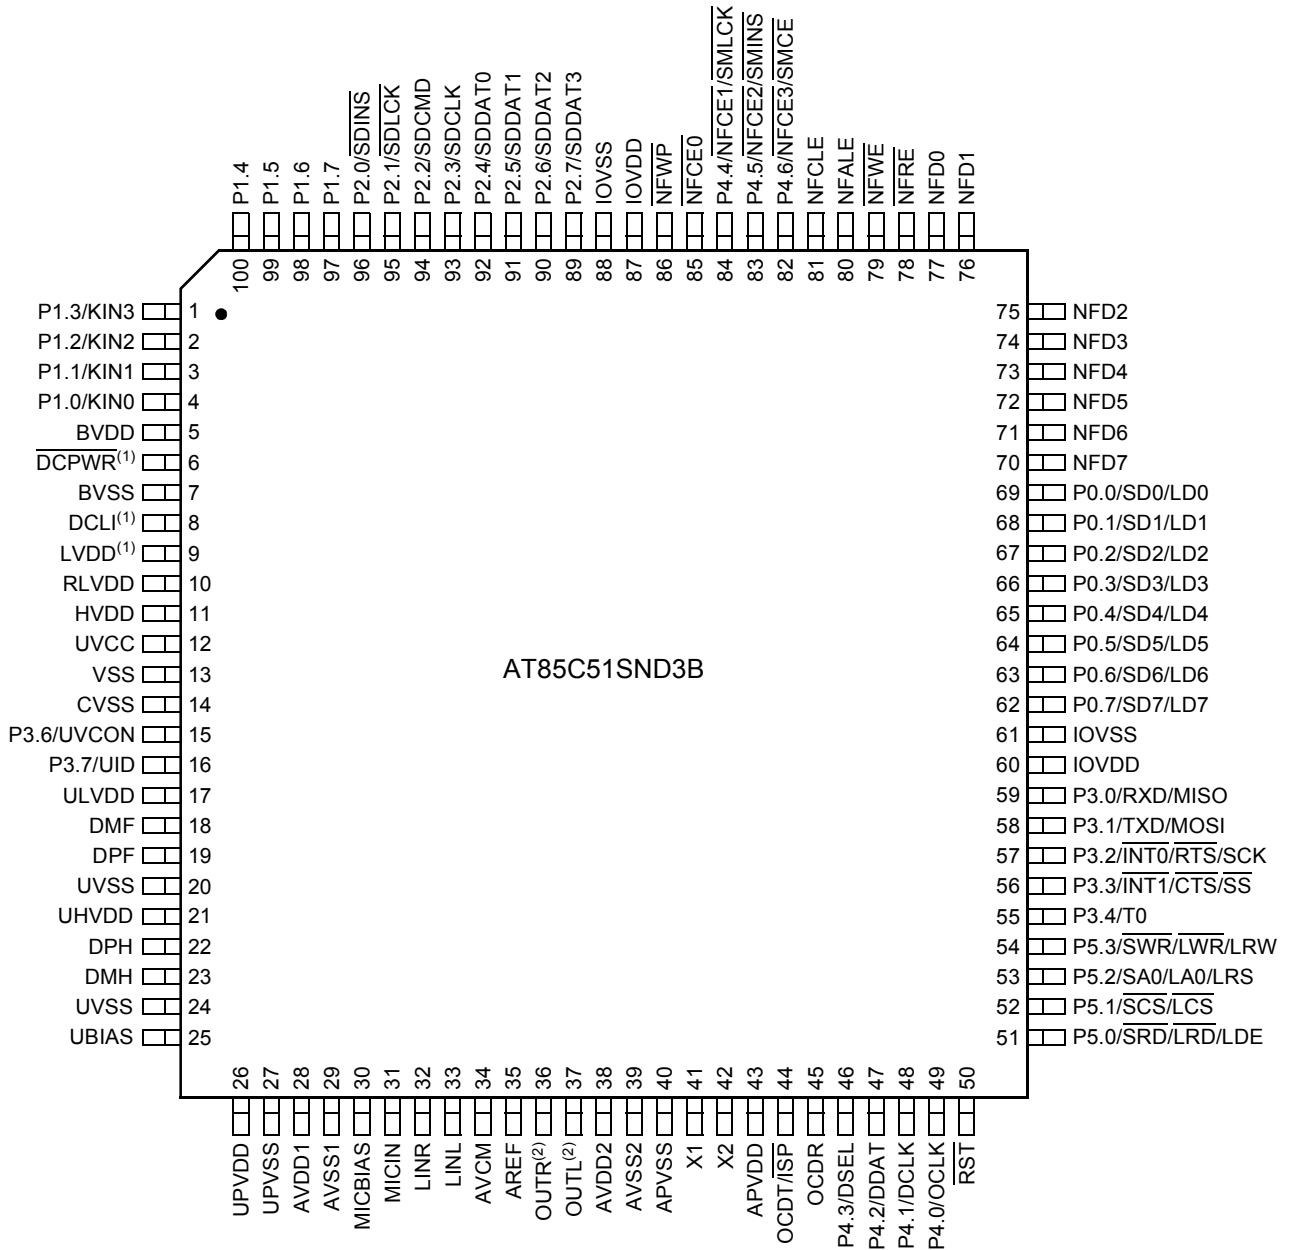 P1.4
P1.5
P1.6
P1.7
P2.0/SDINS
P2.1/SDLCK
P2.2/SDCMD
P2.3/SDCLK
P2.4/SDDAT0
P2.5/SDDAT1
P2.6/SDDAT2
P2.7/SDDAT3
IOVSS
IOVDD
NFWP
NFCE0
P4.4/NFCE1/SMLCK
P4.5/NFCE2/SMINS
P4.6/NFCE3/SMCE
NFCLE
NFALE
NFWE
NFRE
NFD0
NFD1
100
99
98
97
96
95
94
93
92
91
90
89
88
87
86
85
84
83
82
81
80
79
78
77
76
P1.3/KIN3 1
P1.2/KIN2 2
P1.1/KIN1 3
P1.0/KIN0 4
BVDD 5
DCPWR(1) 6
BVSS 7
DCLI(1) 8
LVDD(1) 9
RLVDD 10
HVDD 11
UVCC 12
VSS 13
CVSS 14
P3.6/UVCON 15
P3.7/UID 16
ULVDD 17
DMF 18
DPF 19
UVSS 20
UHVDD 21
DPH 22
DMH 23
UVSS 24
UBIAS 25
AT85C51SND3B
75 NFD2
74 NFD3
73 NFD4
72 NFD5
71 NFD6
70 NFD7
69 P0.0/SD0/LD0
68 P0.1/SD1/LD1
67 P0.2/SD2/LD2
66 P0.3/SD3/LD3
65 P0.4/SD4/LD4
64 P0.5/SD5/LD5
63 P0.6/SD6/LD6
62 P0.7/SD7/LD7
61 IOVSS
60 IOVDD
59 P3.0/RXD/MISO
58 P3.1/TXD/MOSI
57 P3.2/INT0/RTS/SCK
56 P3.3/INT1/CTS/SS
55 P3.4/T0
54 P5.3/SWR/LWR/LRW
53 P5.2/SA0/LA0/LRS
52 P5.1/SCS/LCS
51 P5.0/SRD/LRD/LDE
26
27
28
29
30
31
32
33
34
35
36
37
38
39
40
41
42
43
44
45
46
47
48
49
50
UPVDD
UPVSS
AVDD1
AVSS1
MICBIAS
MICIN
LINR
LINL
AVCM
AREF
OUTR(2)
OUTL(2)
AVDD2
AVSS2
APVSS
X1
X2
APVDD
OCDT/ISP
OCDR
P4.3/DSEL
P4.2/DDAT
P4.1/DCLK
P4.0/OCLK
RST